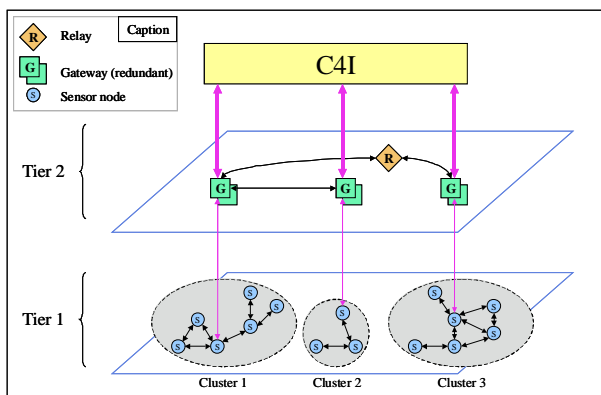 R Relay
Caption
G Gateway (redundant)
S Sensor node
C4I
Tier 2
R
G G G
Tier 1
S S
S S
S S
S
S S
S S
S S
S S
Cluster 1 Cluster 2 Cluster 3